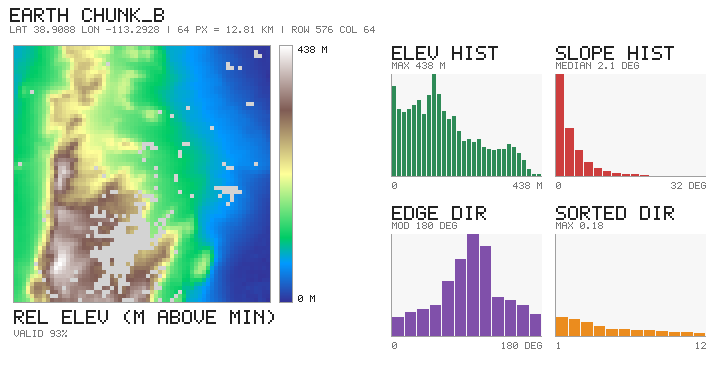 EARTH CHUNK_B
LAT 38.9088 LON -113.2928 | 64 PX = 12.81 KM | ROW 576 COL 64
438 M
0 M
REL ELEV (M ABOVE MIN)
VALID 93%
ELEV HIST
MAX 438 M
0 438 M
SLOPE HIST
MEDIAN 2.1 DEG
0 32 DEG
EDGE DIR
MOD 180 DEG
0 180 DEG
SORTED DIR
MAX 0.18
1 12